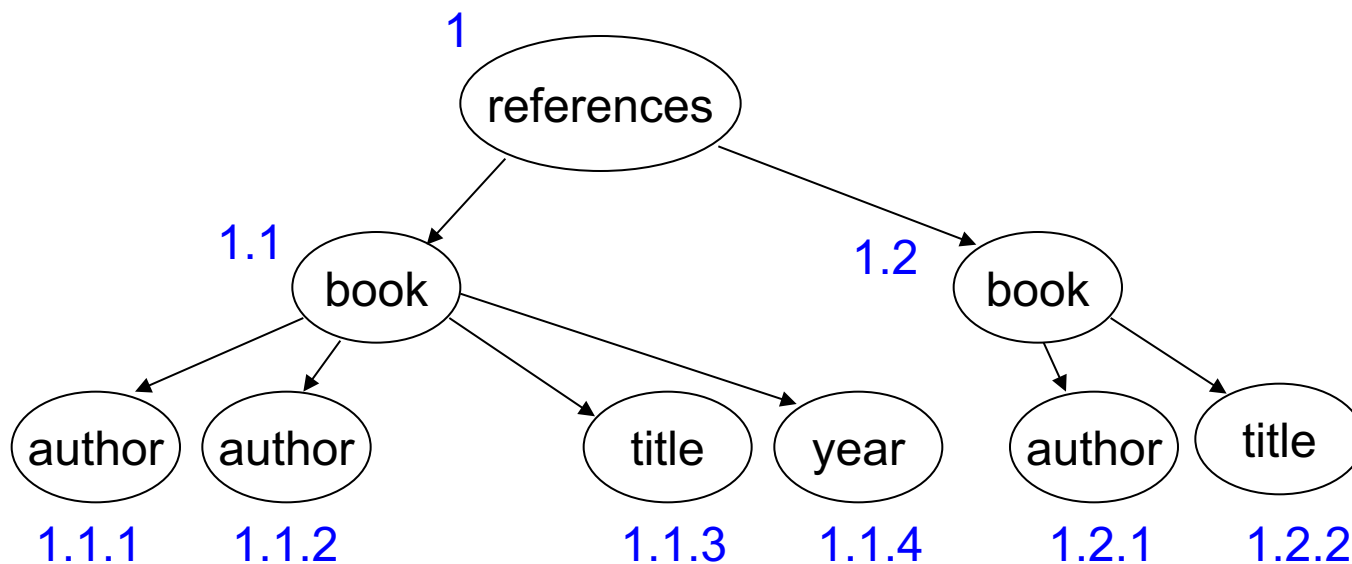 1
references
1.1
book
1.2
book
author
author
title
year
author
title
1.1.1
1.1.2
1.1.3
1.1.4
1.2.1
1.2.2